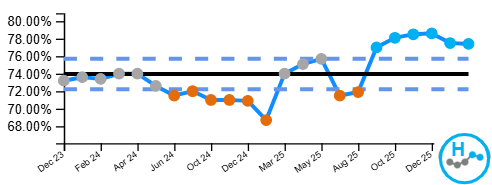 80.00%
78.00%
76.00%
74.00%
72.00%
70.00%
68.00%
Dec 23
Feb 24
Apr 24
Jun 24
Oct 24
Dec 24
Mar 25
May 25
Aug 25
Oct 25
Dec 25
H